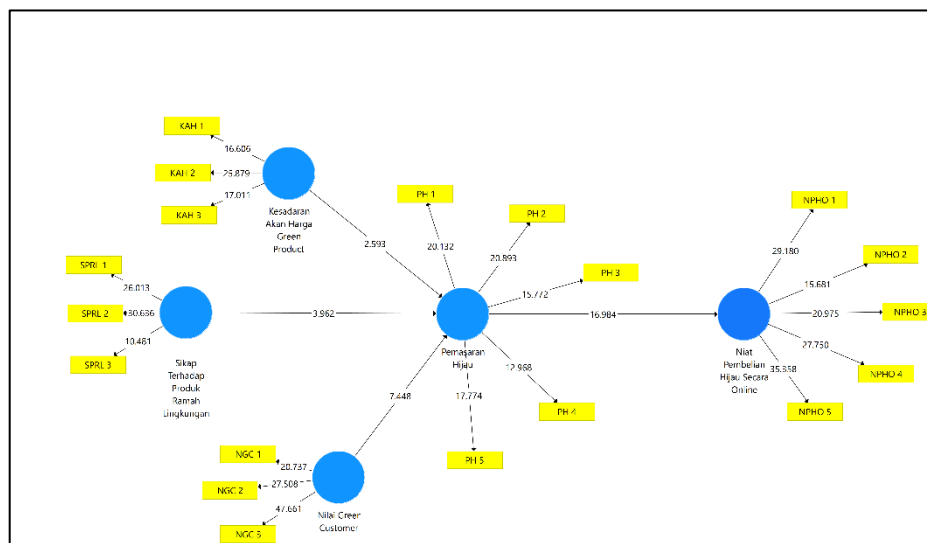 KAH 1
16.606
KAH 2
25.879
KAH 3
17.011
Kesadaran
Akan Harga
Green
Product
2.593
SPRL 1
26.013
SPRL 2
30.636
SPRL 3
10.481
Sikap
Terhadap
Produk
Ramah
Lingkungan
3.962
NGC 1
20.737
NGC 2
27.508
NGC 3
47.661
Nilai Green
Customer
7.448
PH 1
20.132
PH 2
20.893
PH 3
15.772
PH 4
12.968
PH 5
17.774
Pemasaran
Hijau
16.984
NPHO 1
29.180
NPHO 2
15.681
NPHO 3
20.975
NPHO 4
27.750
NPHO 5
35.358
Niat
Pembelian
Hijau Secara
Online